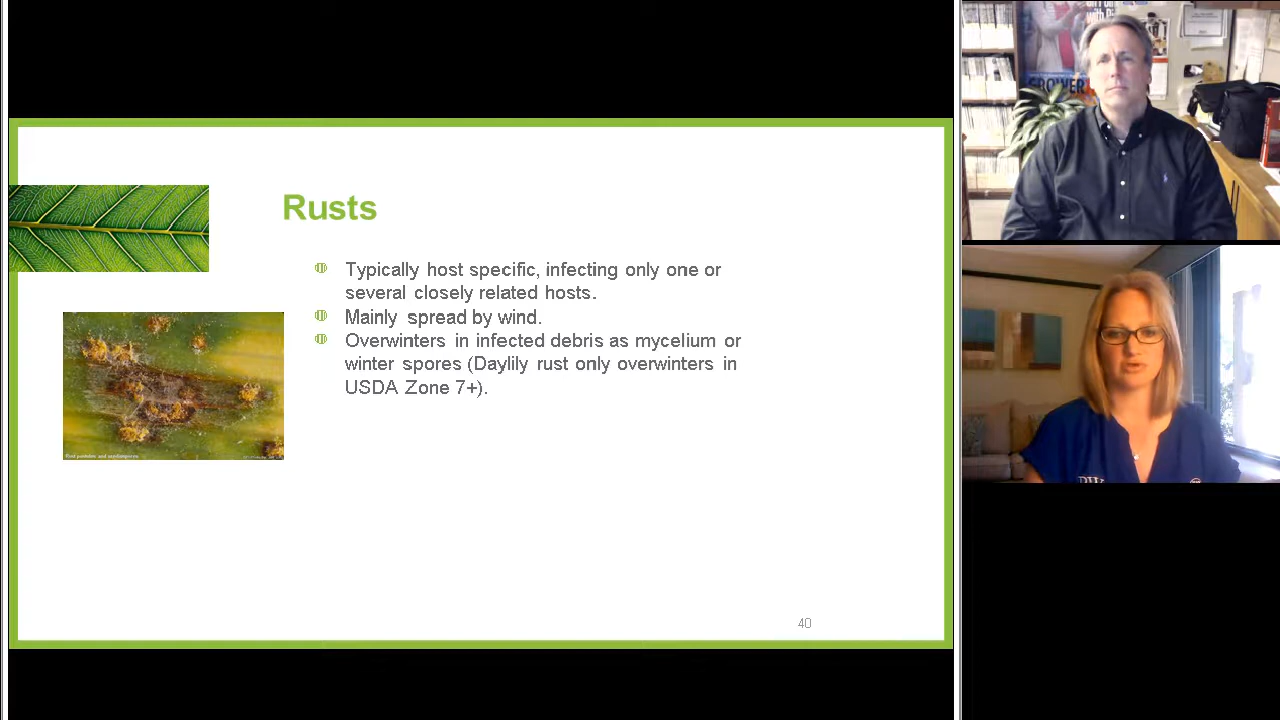 Rusts
Typically host specific, infecting only one or
several closely related hosts.
Mainly spread by wind.
Overwinters in infected debris as mycelium or
winter spores (Daylily rust only overwinters in
USDA Zone 7+).
40
GROWER